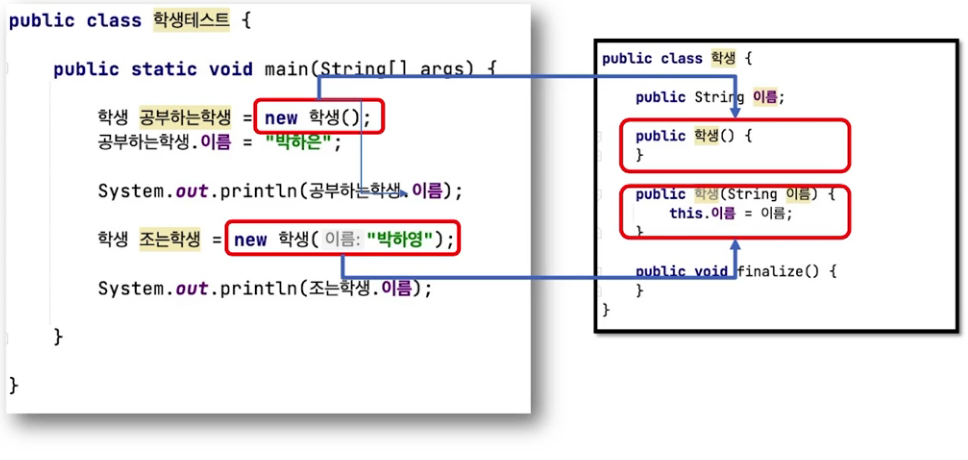 public class 학생테스트 {
public static void main(String[] args) {
학생 공부하는학생 = new 학생();
공부하는학생.이름 = "박하은";
System.out.println(공부하는학생.이름);
학생 조는학생 = new 학생( 이름: "박하영");
System.out.println(조는학생.이름);
}
}
public class 학생 {
public String 이름;
public 학생() {
}
public 학생(String 이름) {
this.이름 = 이름;
}
public void finalize() {
}
}